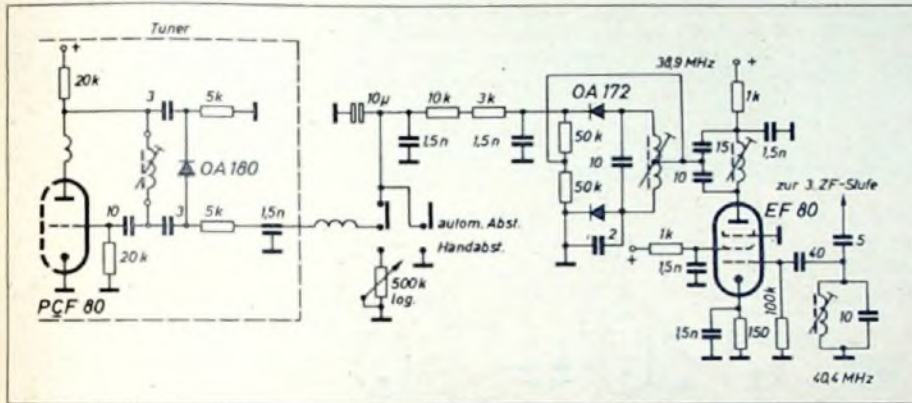 Tuner
+
20k
3
5k
OA 180
10
3
5k
1,5n
20k
PCF 80
10µ
10k
3k
1,5n
1,5n
autom. Abst.
Handabst.
500k
log.
OA 172
50k
50k
10
2
38,9 MHz
+
1k
15
1,5n
10
zur 3. ZF-Stufe
EF 80
1k
+
1,5n
40
5
100k
1,5n
150
10
40,4 MHz